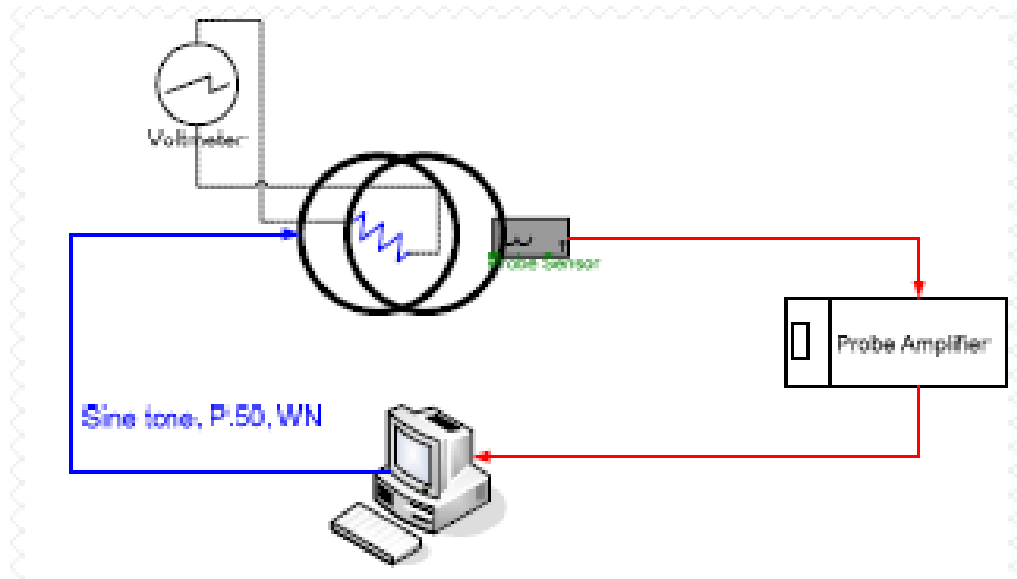 Voltmeter
Probe Sensor
Probe Amplifier
Sine tone, P.50, WN